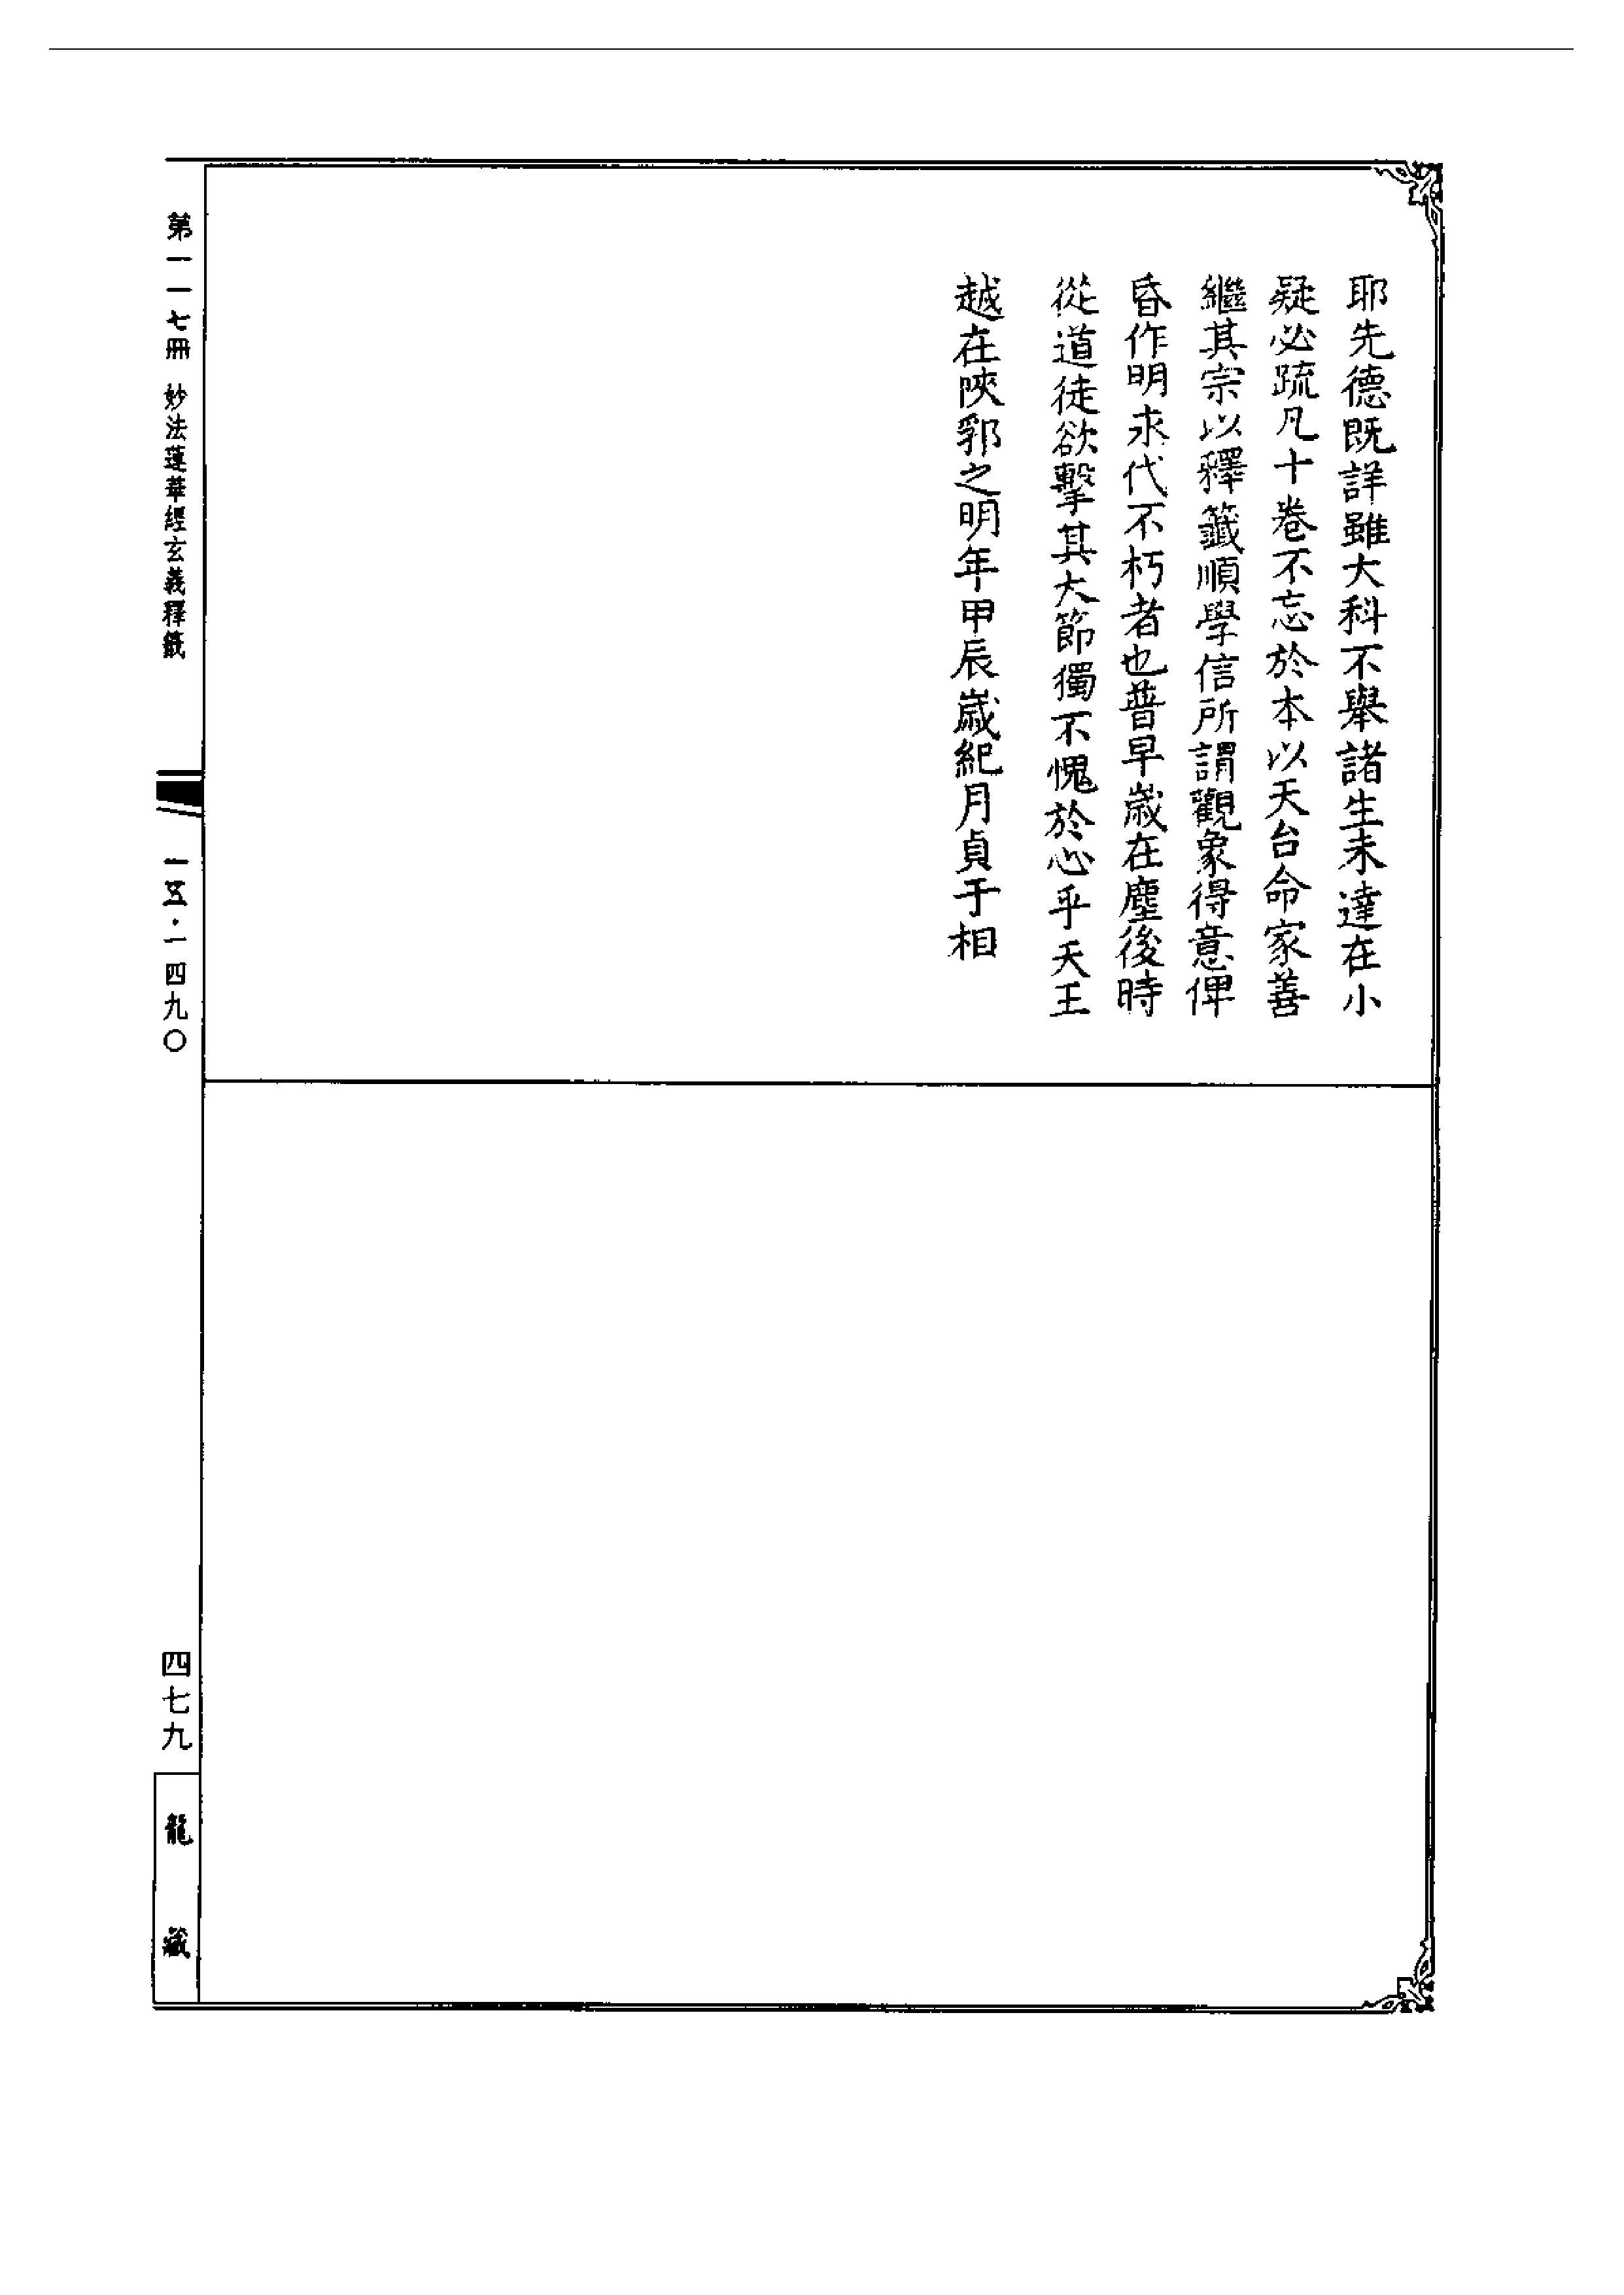 耶先德既詳雖大科不舉諸生未達在小
疑必疏凡十卷不忘於本以天台命家善
繼其宗以釋籤順學信所謂觀象得意俾
昏作明求代不朽者也普早歲在塵後時
從道徒欲擊其大節獨不愧於心乎天王
越在陝郛之明年甲辰歲紀月貞于相
第一一七冊 妙法蓮華經玄義釋籤
一五·一四九〇
四七九
龍藏